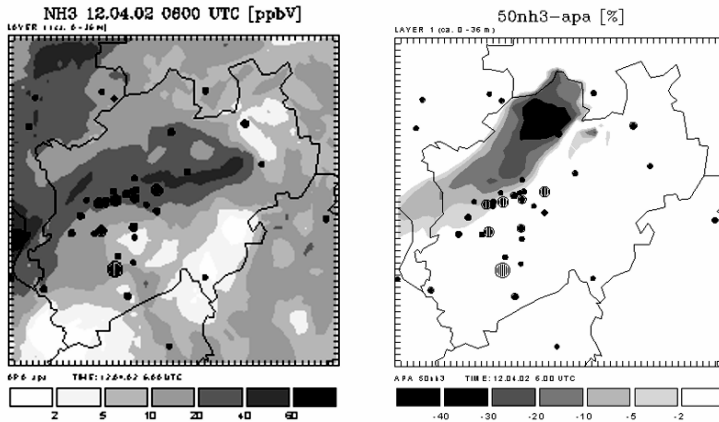 NH3 12.04.02 0600 UTC [ppbV]
LAYER 1 (ca. 0 - 36 m)
apa TIME: 12.04.02 6.00 UTC
2 5 10 20 40 60
50nh3-apa [%]
LAYER 1 (ca. 0 - 36 m)
APA 50nh3 TIME: 12.04.02 6.00 UTC
-40 -30 -20 -10 -5 -2